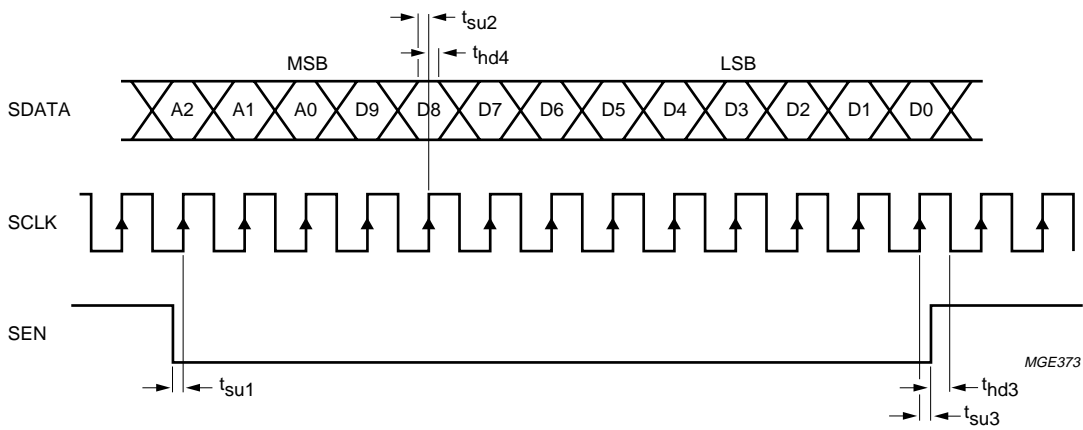 tsu2
thd4
MSB LSB
SDATA A2 A1 A0 D9 D8 D7 D6 D5 D4 D3 D2 D1 D0
SCLK
SEN
MGE373
tsu1 thd3
tsu3